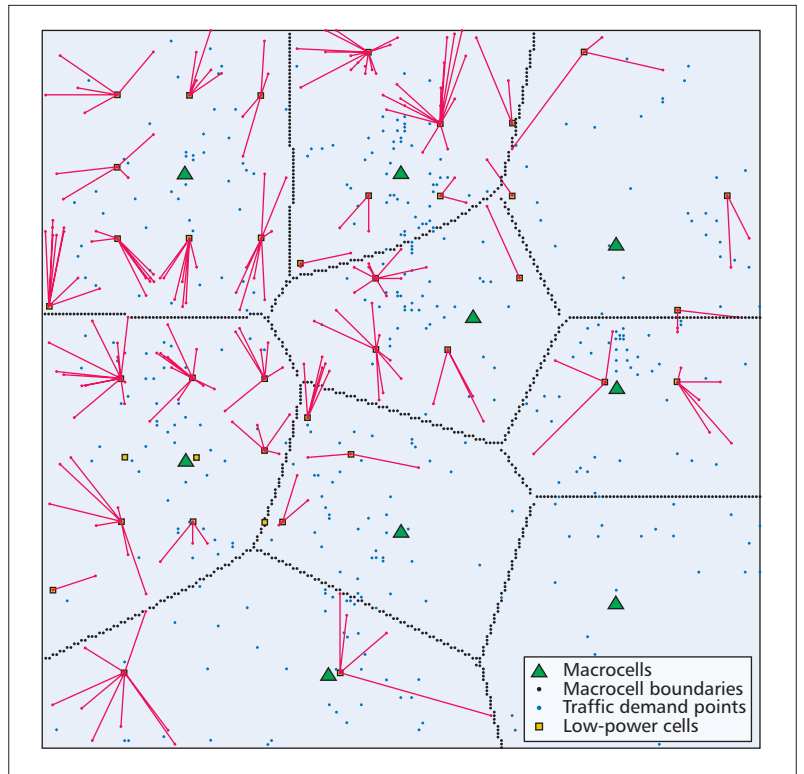 Macrocells
Macrocell boundaries
Traffic demand points
Low-power cells